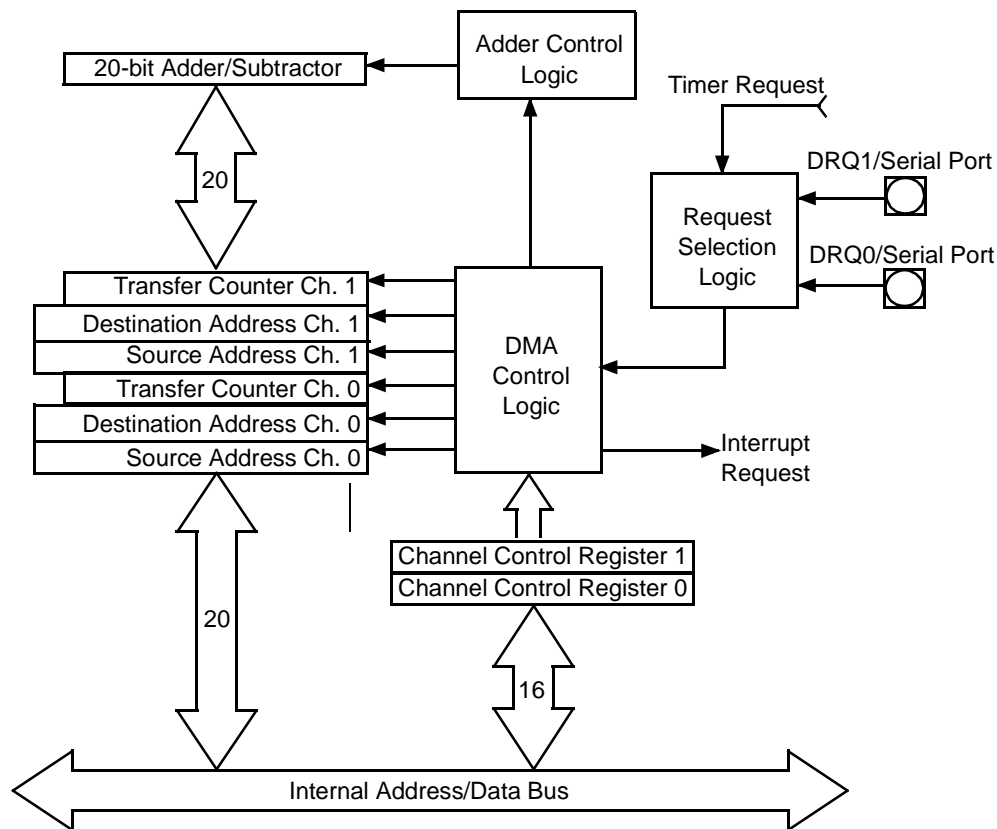 Adder Control
Logic
20-bit Adder/Subtractor
Timer Request
DRQ1/Serial Port
20
Request
Selection
Logic
DRQ0/Serial Port
Transfer Counter Ch. 1
Destination Address Ch. 1
Source Address Ch. 1
Transfer Counter Ch. 0
Destination Address Ch. 0
Source Address Ch. 0
DMA
Control
Logic
Interrupt
Request
Channel Control Register 1
Channel Control Register 0
20
16
Internal Address/Data Bus